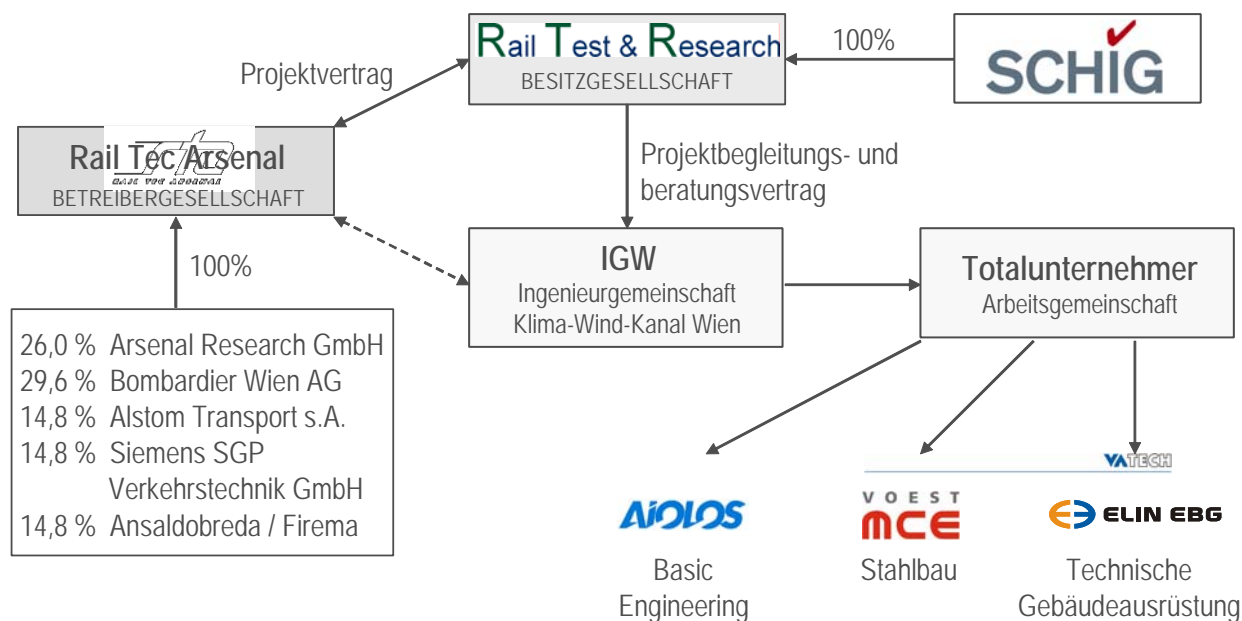 Rail Test & Research
BESITZGESELLSCHAFT
100%
SCHIG
Projektvertrag
Rail Tec Arsenal
RAIL TEC ARSENAL
BETREIBERGESELLSCHAFT
Projektbegleitungs- und
beratungsvertrag
100%
IGW
Ingenieurgemeinschaft
Klima-Wind-Kanal Wien
Totalunternehmer
Arbeitsgemeinschaft
26,0 % Arsenal Research GmbH
29,6 % Bombardier Wien AG
14,8 % Alstom Transport s.A.
14,8 % Siemens SGP
Verkehrstechnik GmbH
14,8 % Ansaldobreda / Firema
VATECH
AiOLOS
VOEST
MCE
ELIN EBG
Basic
Engineering
Stahlbau
Technische
Gebäudeausrüstung